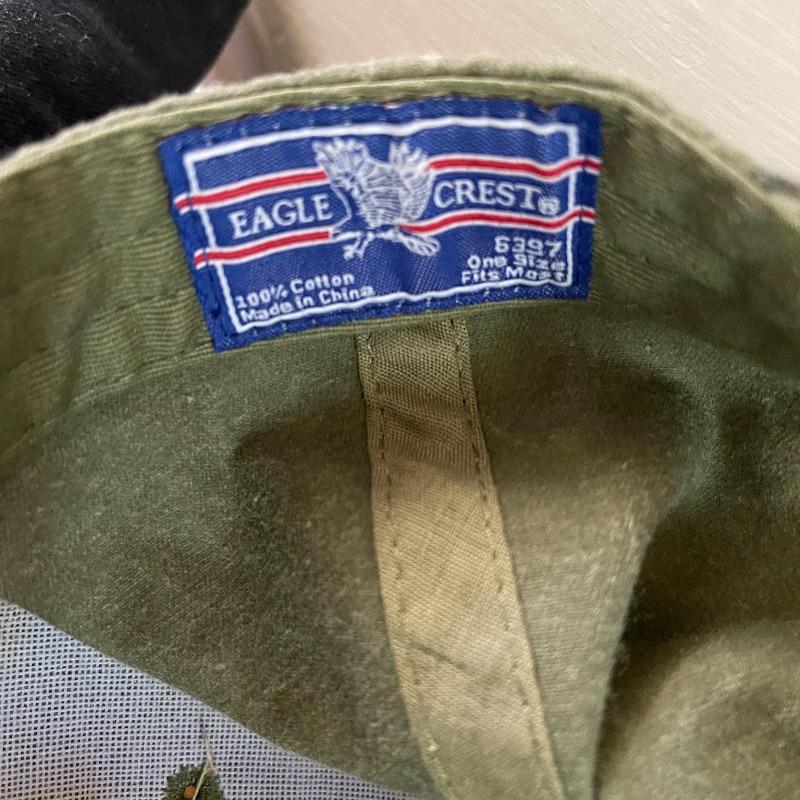 EAGLE CREST®
6397
One Size
Fits Most
100% Cotton
Made in China